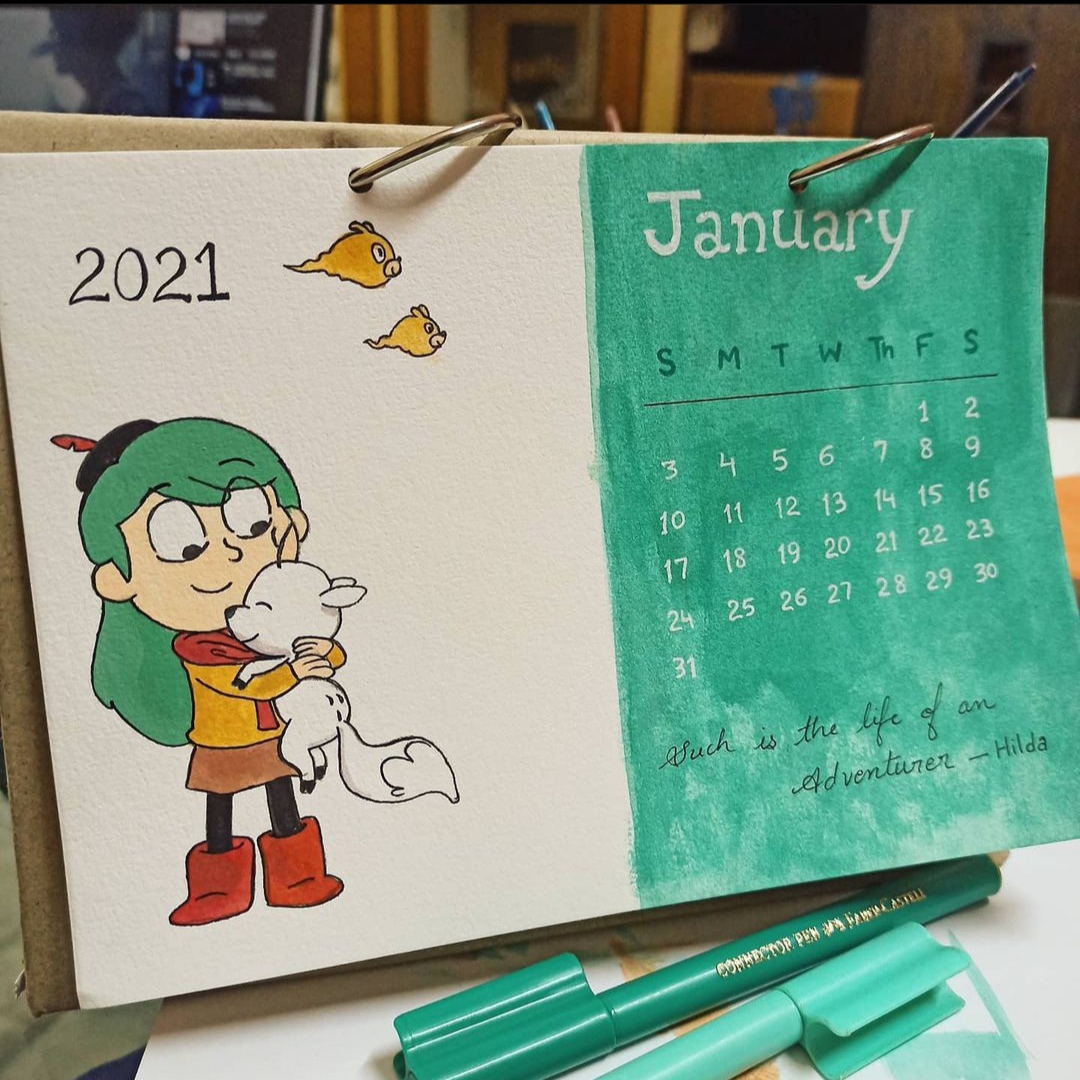 2021
January
S M T W Th F S
1 2
3 4 5 6 7 8 9
10 11 12 13 14 15 16
17 18 19 20 21 22 23
24 25 26 27 28 29 30
31
Such is the life of an
Adventurer – Hilda
CONNECTOR PEN FABER-CASTELL